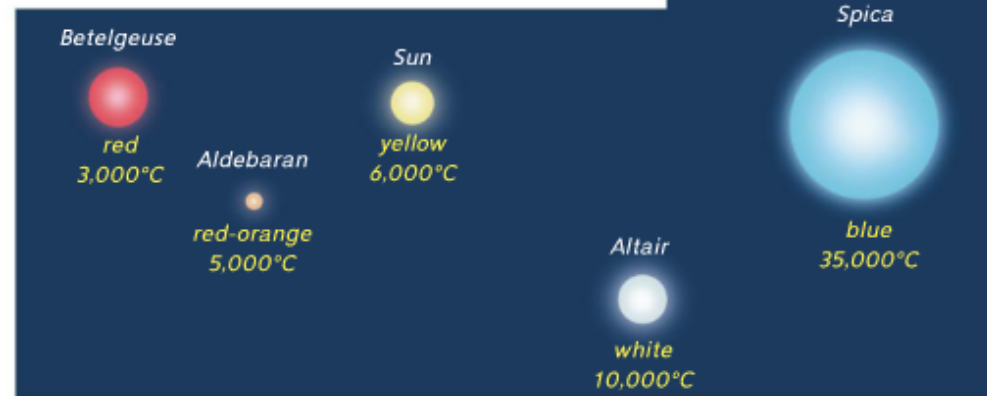 Betelgeuse
red
3,000°C
Aldebaran
red-orange
5,000°C
Sun
yellow
6,000°C
Altair
white
10,000°C
Spica
blue
35,000°C